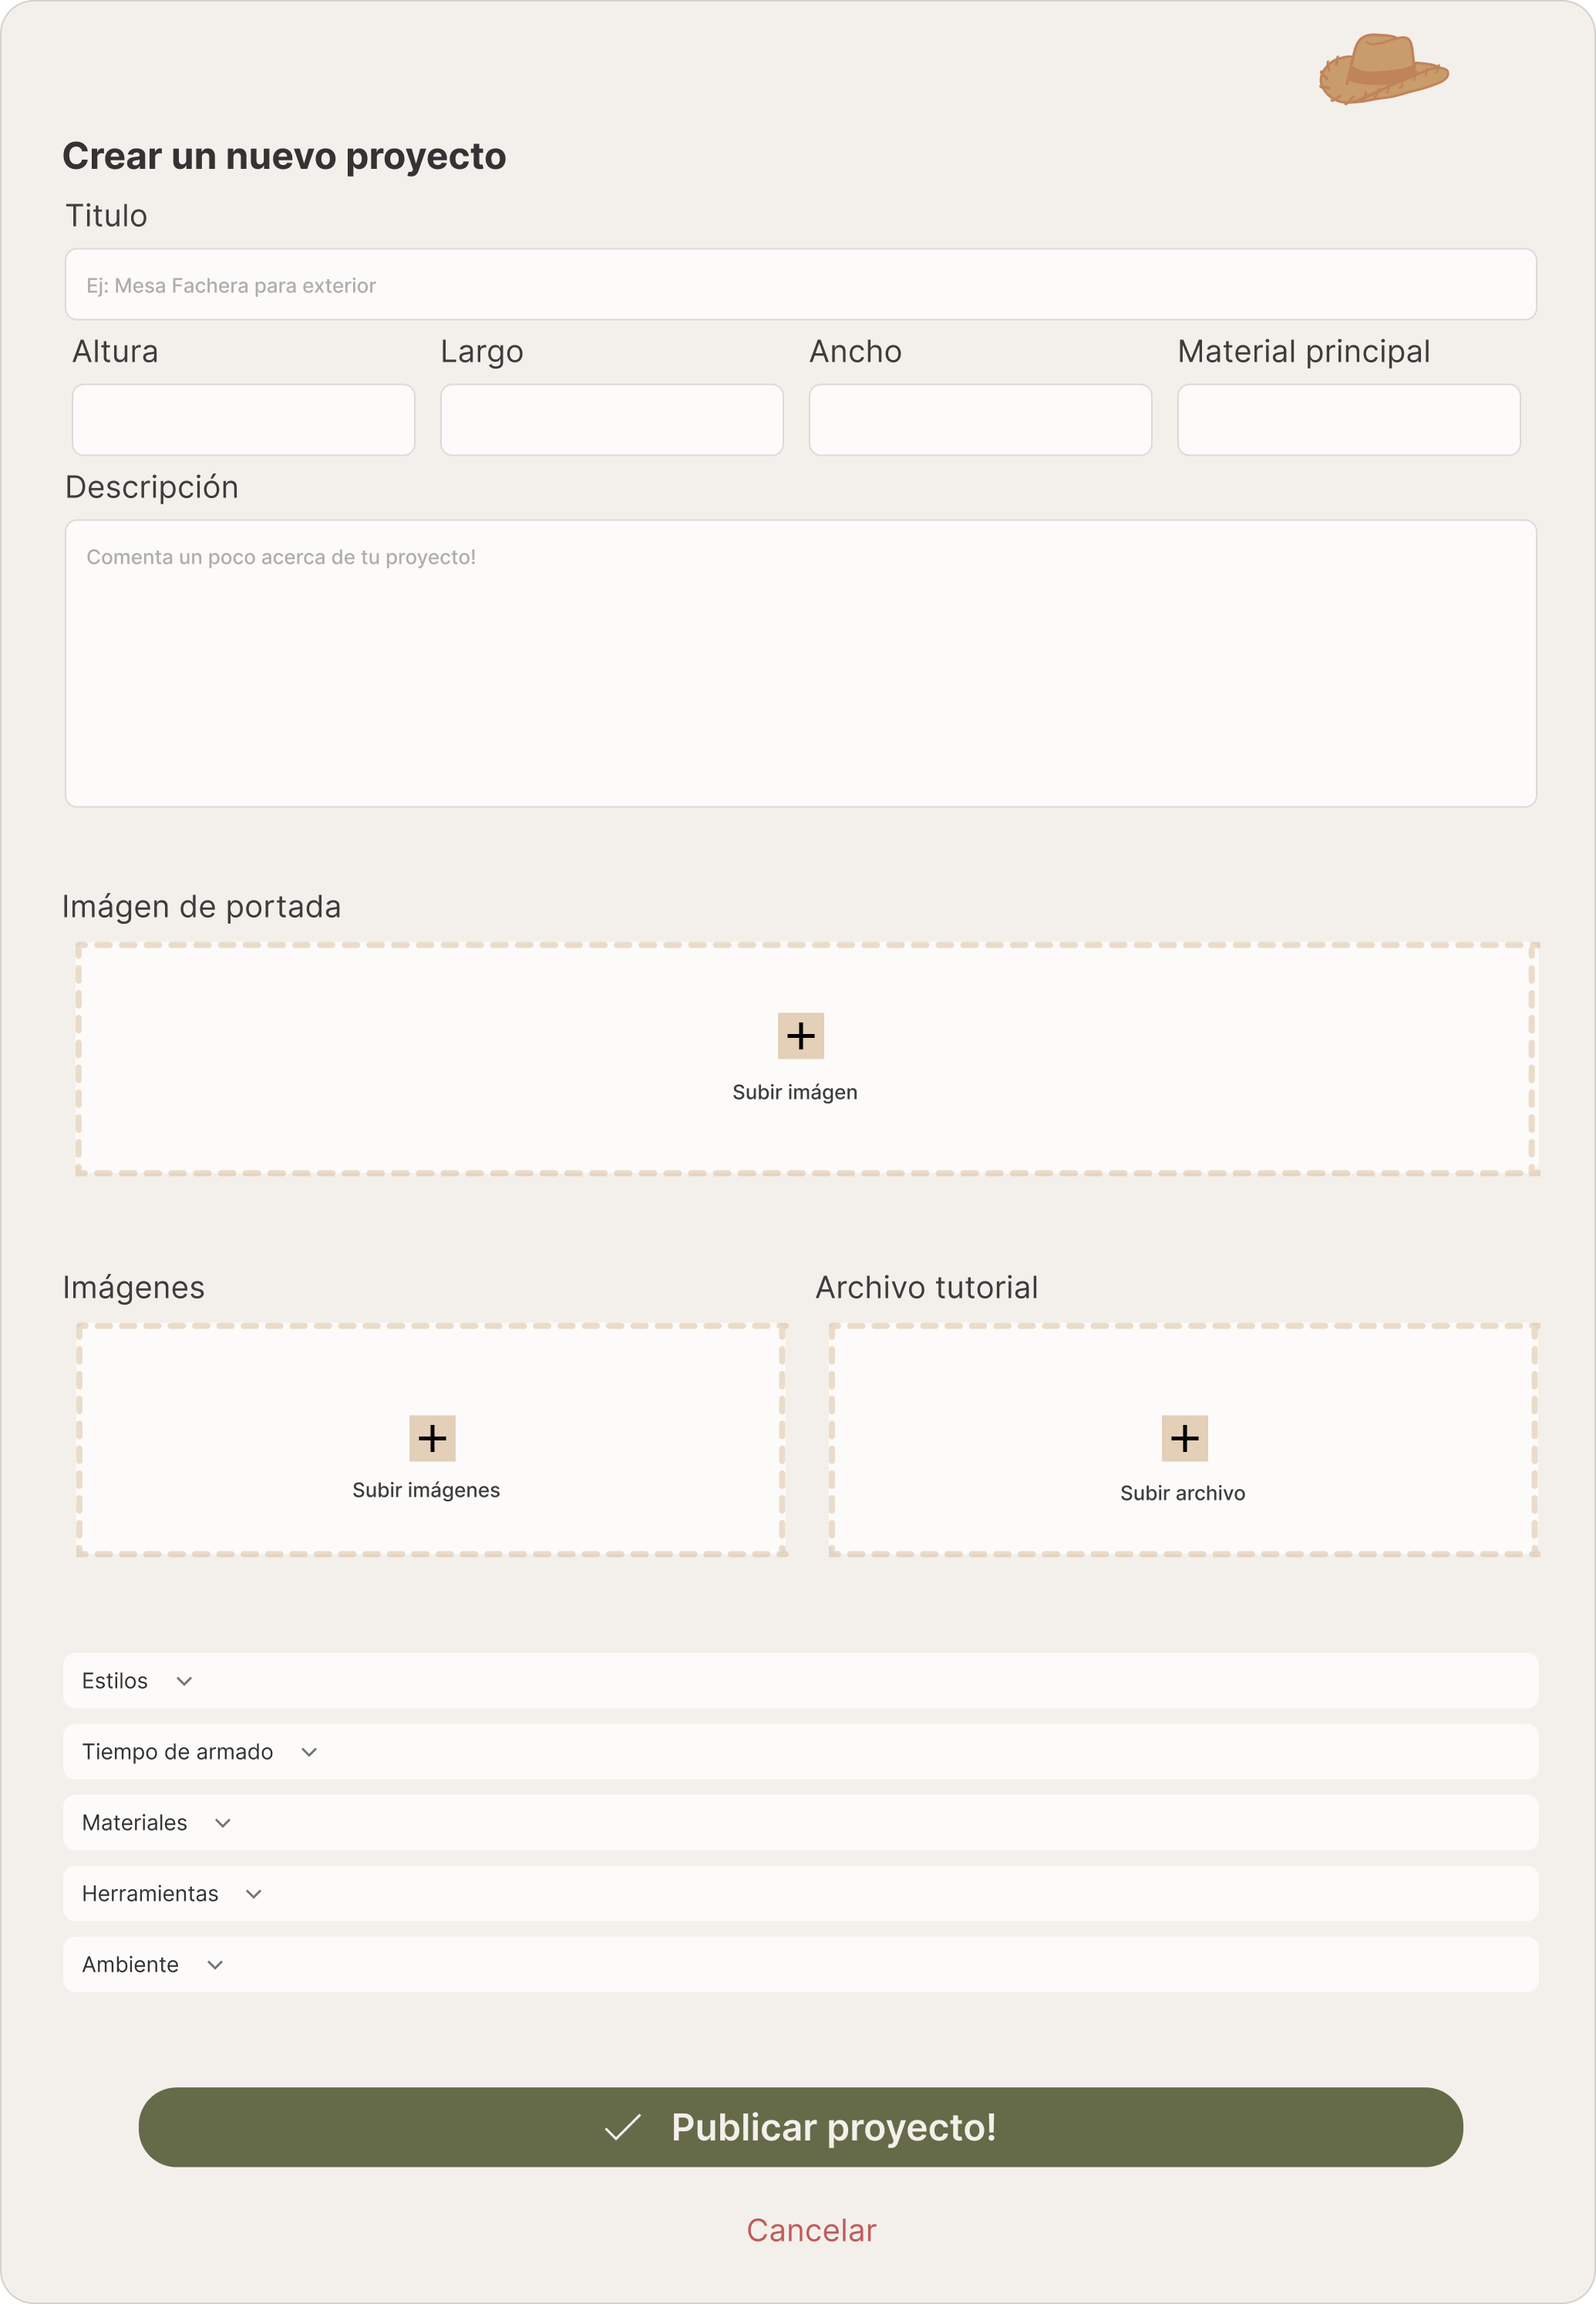 Crear un nuevo proyecto
Titulo
Ej: Mesa Fachera para exterior
Altura
Largo
Ancho
Material principal
Descripción
Comenta un poco acerca de tu proyecto!
Imágen de portada
Subir imágen
Imágenes
Archivo tutorial
Subir imágenes
Subir archivo
Estilos
Tiempo de armado
Materiales
Herramientas
Ambiente
Publicar proyecto!
Cancelar